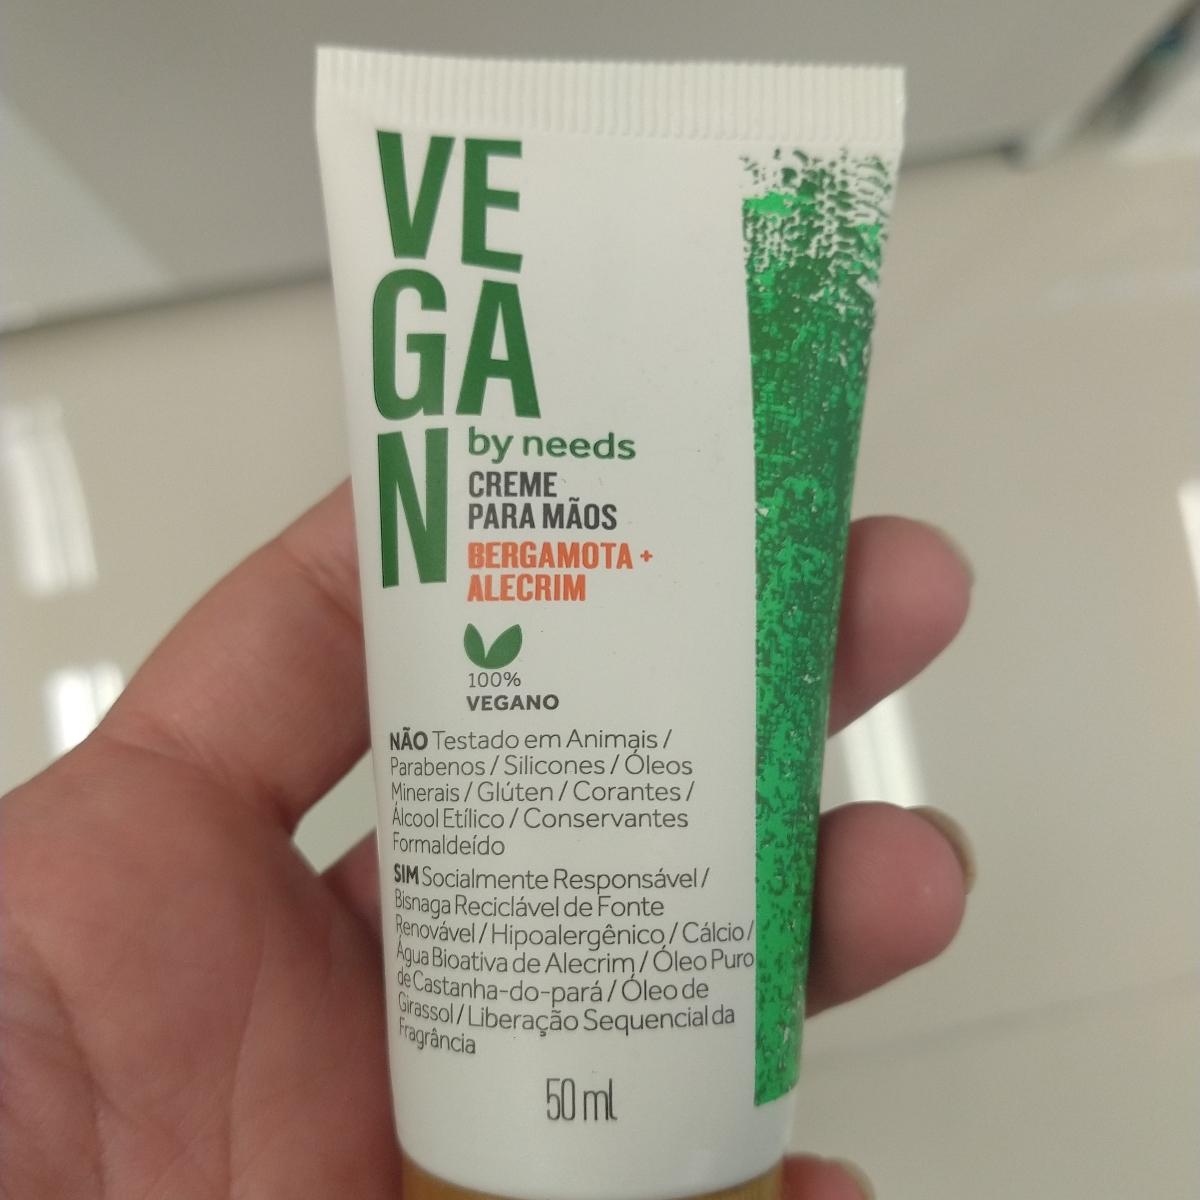 VE
GA
N
by needs
CREME
PARA MÃOS
BERGAMOTA +
ALECRIM
100%
VEGANO
NÃO Testado em Animais /
Parabenos / Silicones / Óleos
Minerais / Glúten / Corantes /
Álcool Etílico / Conservantes
Formaldeído
SIM Socialmente Responsável /
Bisnaga Reciclável de Fonte
Renovável / Hipoalergênico / Cálcio /
Água Bioativa de Alecrim / Óleo Puro
de Castanha-do-pará / Óleo de
Girassol / Liberação Sequencial da
Fragrância
50 ml